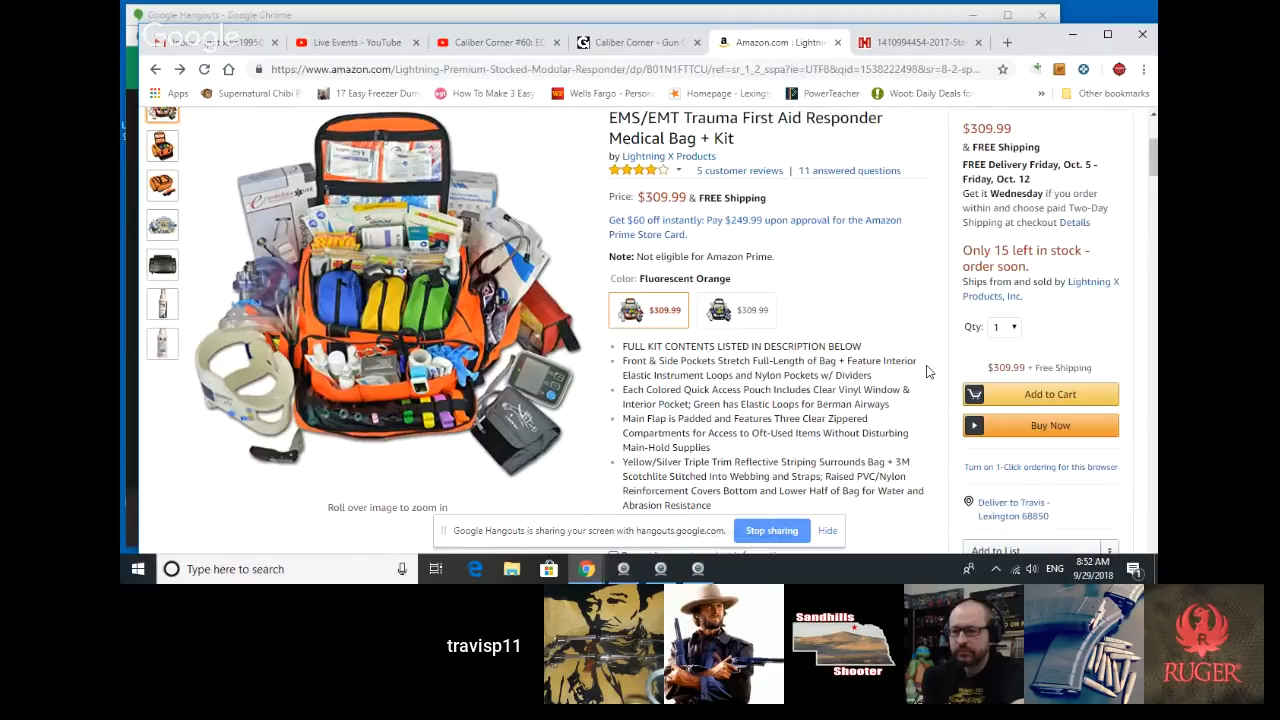 Google Hangouts - Google Chrome
Google
Live Events - YouTube
Caliber Corner #60: ED
Caliber Corner - Gun C
Amazon.com : Lightnin
1410994454-2017-Sta
https://www.amazon.com/Lightning-Premium-Stocked-Modular-Responder/dp/B01N1FTTCU/ref=sr_1_2_sspa?ie=UTF8&qid=1538222498&sr=8-2-sp...
Apps
Supernatural Chibi P
17 Easy Freezer Dum
How To Make 3 Easy
Wells Fargo - Person
Homepage - Lexingt
PowerTeacher
Woot: Daily Deals fo
»
Other bookmarks
EMS/EMT Trauma First Aid Responder
Medical Bag + Kit
by Lightning X Products
5 customer reviews | 11 answered questions
Price: $309.99 & FREE Shipping
Get $60 off instantly: Pay $249.99 upon approval for the Amazon
Prime Store Card.
Note: Not eligible for Amazon Prime.
Color: Fluorescent Orange
$309.99
$309.99
• FULL KIT CONTENTS LISTED IN DESCRIPTION BELOW
• Front & Side Pockets Stretch Full-Length of Bag + Feature Interior
Elastic Instrument Loops and Nylon Pockets w/ Dividers
• Each Colored Quick Access Pouch Includes Clear Vinyl Window &
Interior Pocket; Green has Elastic Loops for Berman Airways
• Main Flap is Padded and Features Three Clear Zippered
Compartments for Access to Oft-Used Items Without Disturbing
Main-Hold Supplies
• Yellow/Silver Triple Trim Reflective Striping Surrounds Bag + 3M
Scotchlite Stitched Into Webbing and Straps; Raised PVC/Nylon
Reinforcement Covers Bottom and Lower Half of Bag for Water and
Abrasion Resistance
Roll over image to zoom in
$309.99
& FREE Shipping
FREE Delivery Friday, Oct. 5 -
Friday, Oct. 12
Get it Wednesday if you order
within and choose paid Two-Day
Shipping at checkout Details
Only 15 left in stock -
order soon.
Ships from and sold by Lightning X
Products, Inc.
Qty: 1
$309.99 + Free Shipping
Add to Cart
Buy Now
Turn on 1-Click ordering for this browser
Deliver to Travis -
Lexington 68850
Add to List
Google Hangouts is sharing your screen with hangouts.google.com.
Stop sharing
Hide
Type here to search
ENG
8:52 AM
9/29/2018
1
travisp11
Sandhills
Shooter
RUGER